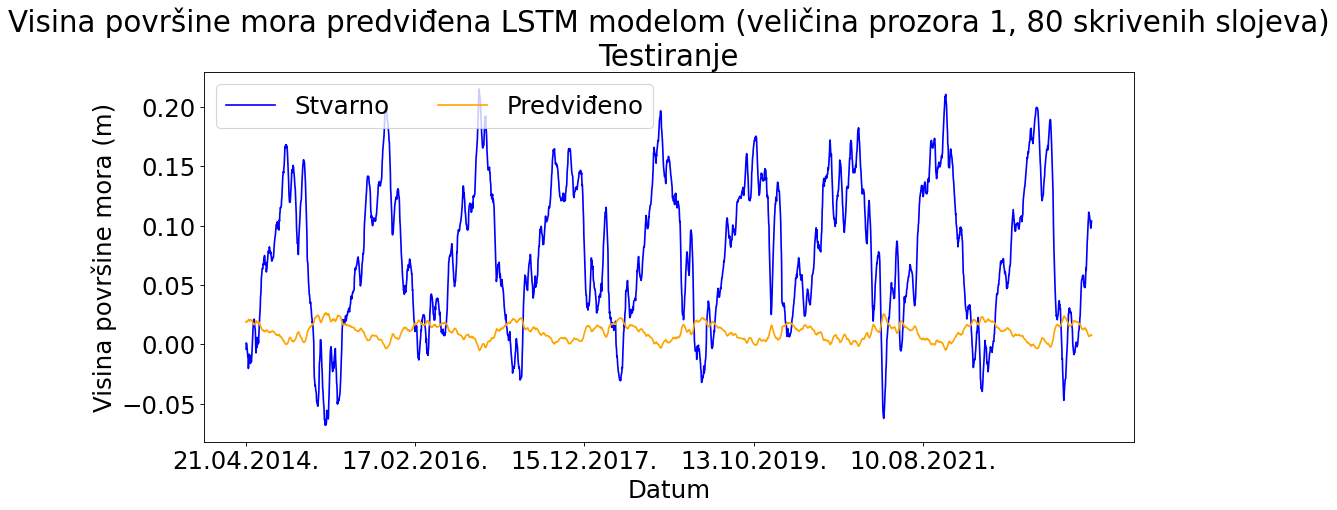 Visina površine mora predviđena LSTM modelom (veličina prozora 1, 80 skrivenih slojeva)
Testiranje
Stvarno Predviđeno
Visina površine mora (m)
0.20
0.15
0.10
0.05
0.00
−0.05
21.04.2014. 17.02.2016. 15.12.2017. 13.10.2019. 10.08.2021.
Datum